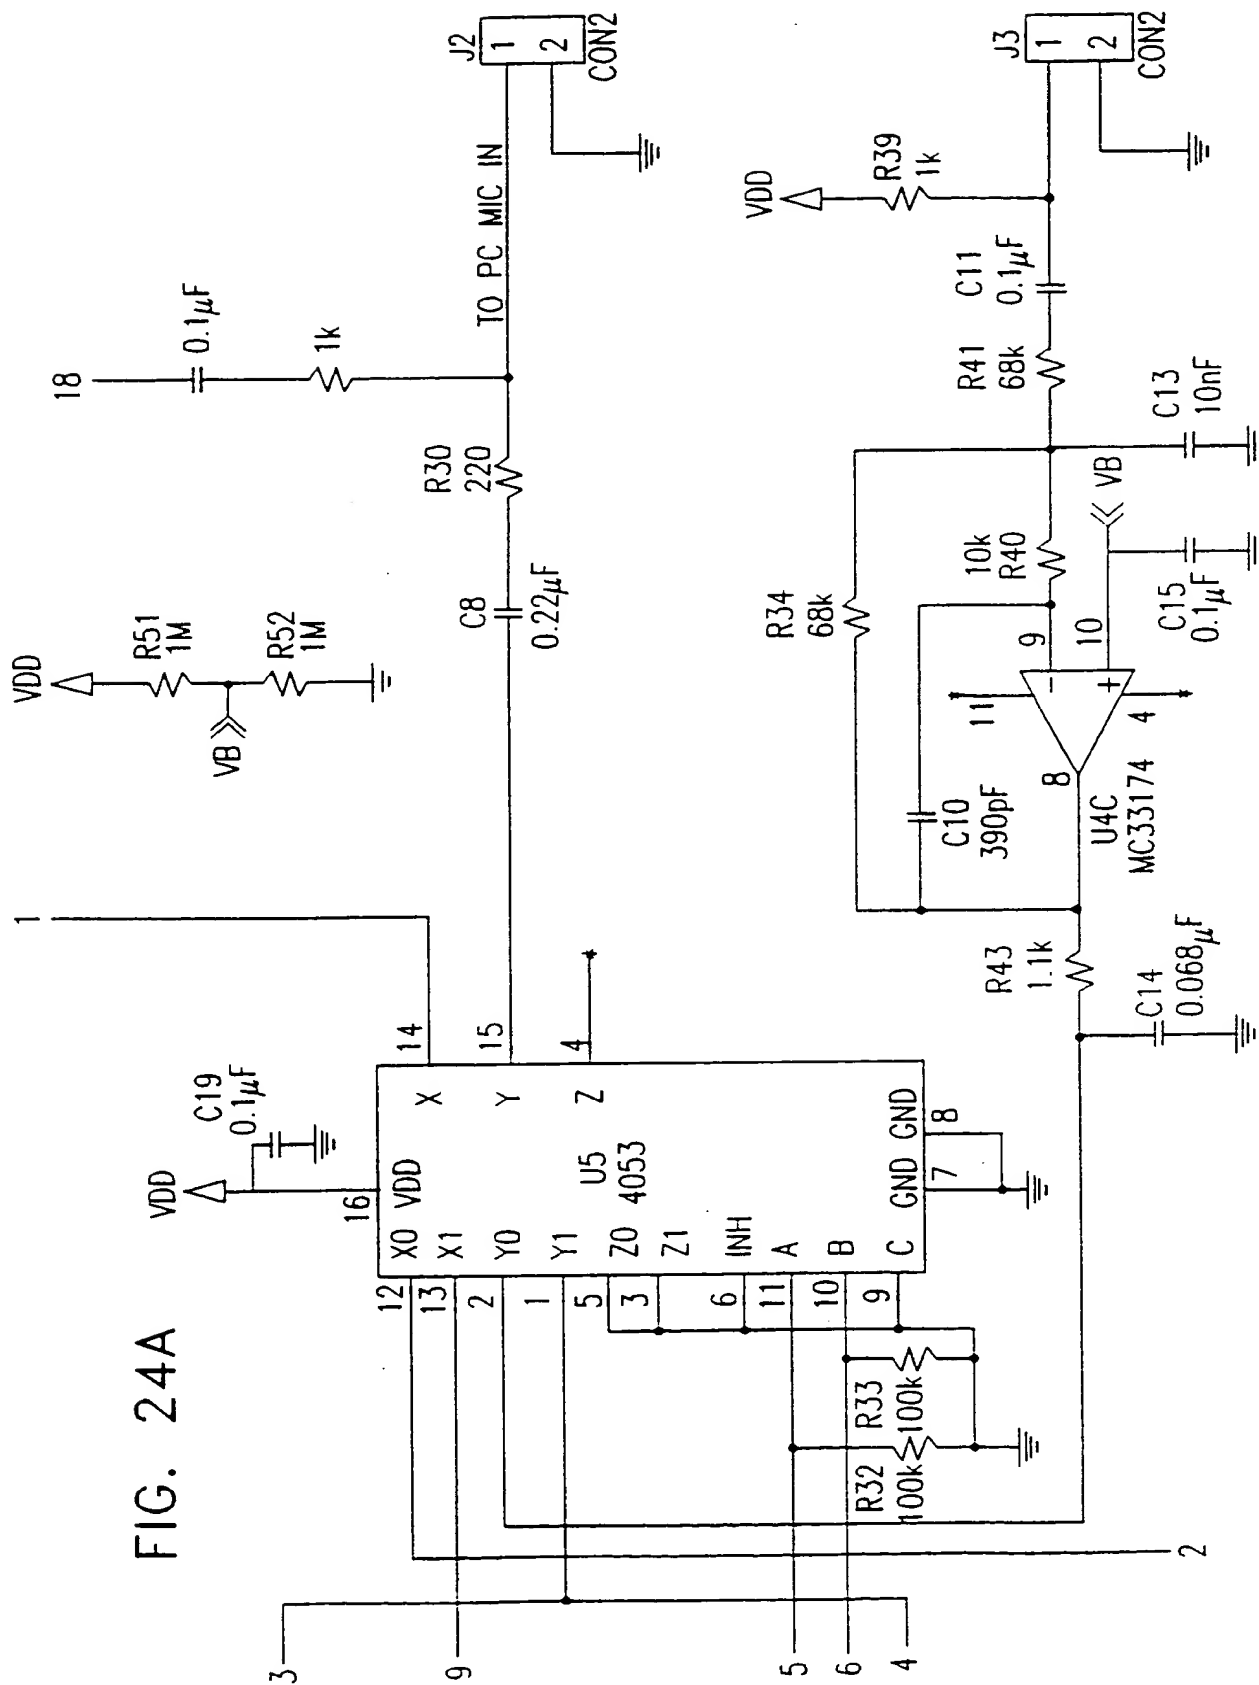 FIG. 24A
3
9
5
6
4
2
1
18
VDD
C19
0.1μF
16
VDD
12
X0
13
X1
2
Y0
1
Y1
5
Z0
3
Z1
6
INH
11
A
10
B
9
C
X
14
Y
15
Z
4
U5
4053
GND
7
GND
8
R33
100k
R32
100k
VDD
R51
1M
VB
R52
1M
C8
0.22μF
R30
220
0.1μF
1k
TO PC MIC IN
J2
1
2
CON2
R34
68k
C10
390pF
R43
1.1k
C14
0.068μF
8
U4C
MC33174
11
4
9
10
-
+
10k
R40
C15
0.1μF
VB
C13
10nF
R41
68k
C11
0.1μF
VDD
R39
1k
J3
1
2
CON2